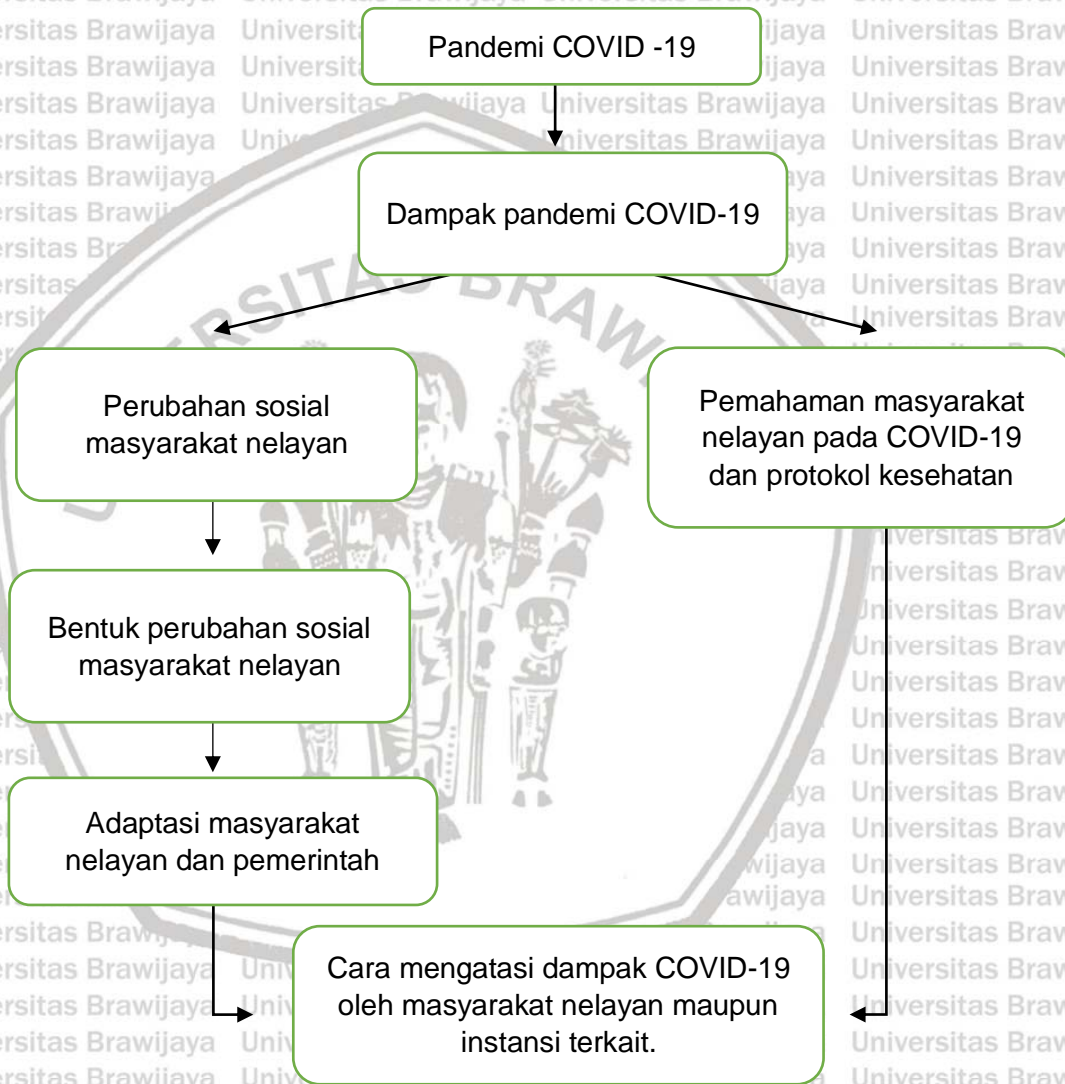 Pandemi COVID -19
Dampak pandemi COVID-19
Perubahan sosial
masyarakat nelayan
Pemahaman masyarakat
nelayan pada COVID-19
dan protokol kesehatan
Bentuk perubahan sosial
masyarakat nelayan
Adaptasi masyarakat
nelayan dan pemerintah
Cara mengatasi dampak COVID-19
oleh masyarakat nelayan maupun
instansi terkait.